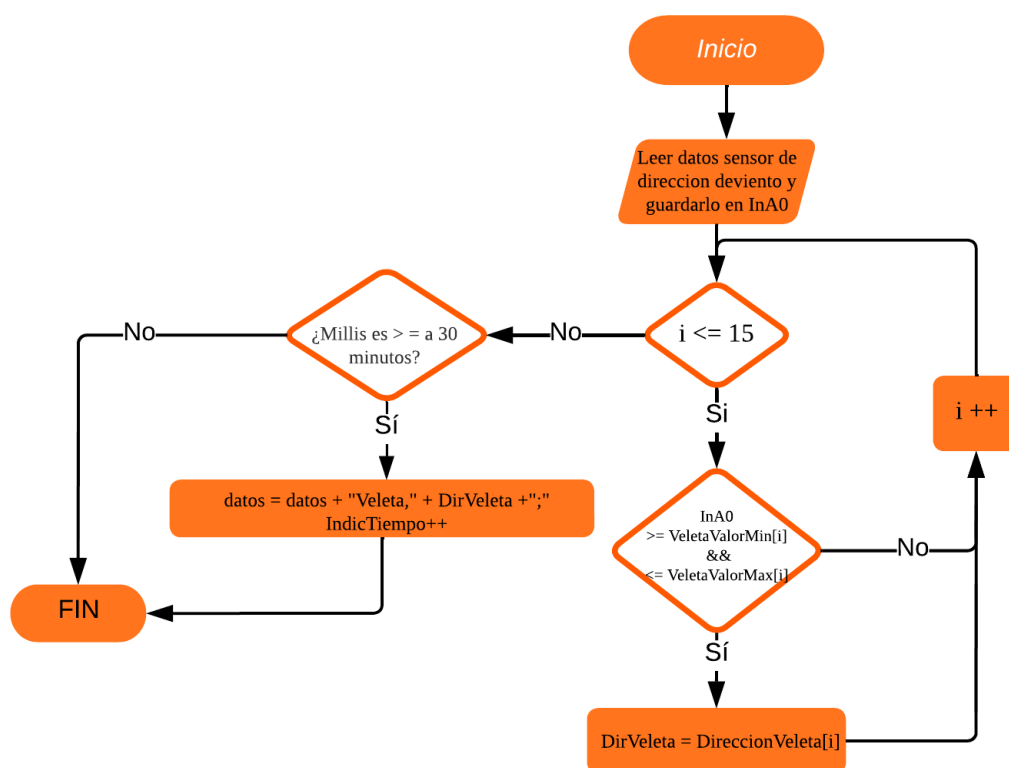 Inicio
Leer datos sensor de
direccion deviento y
guardarlo en InA0
i <= 15
No
¿Millis es > = a 30
minutos?
No
Sí
datos = datos + "Veleta," + DirVeleta +";"
IndicTiempo++
FIN
Si
InA0
>= VeletaValorMin[i]
&&
<= VeletaValorMax[i]
No
i ++
Sí
DirVeleta = DireccionVeleta[i]